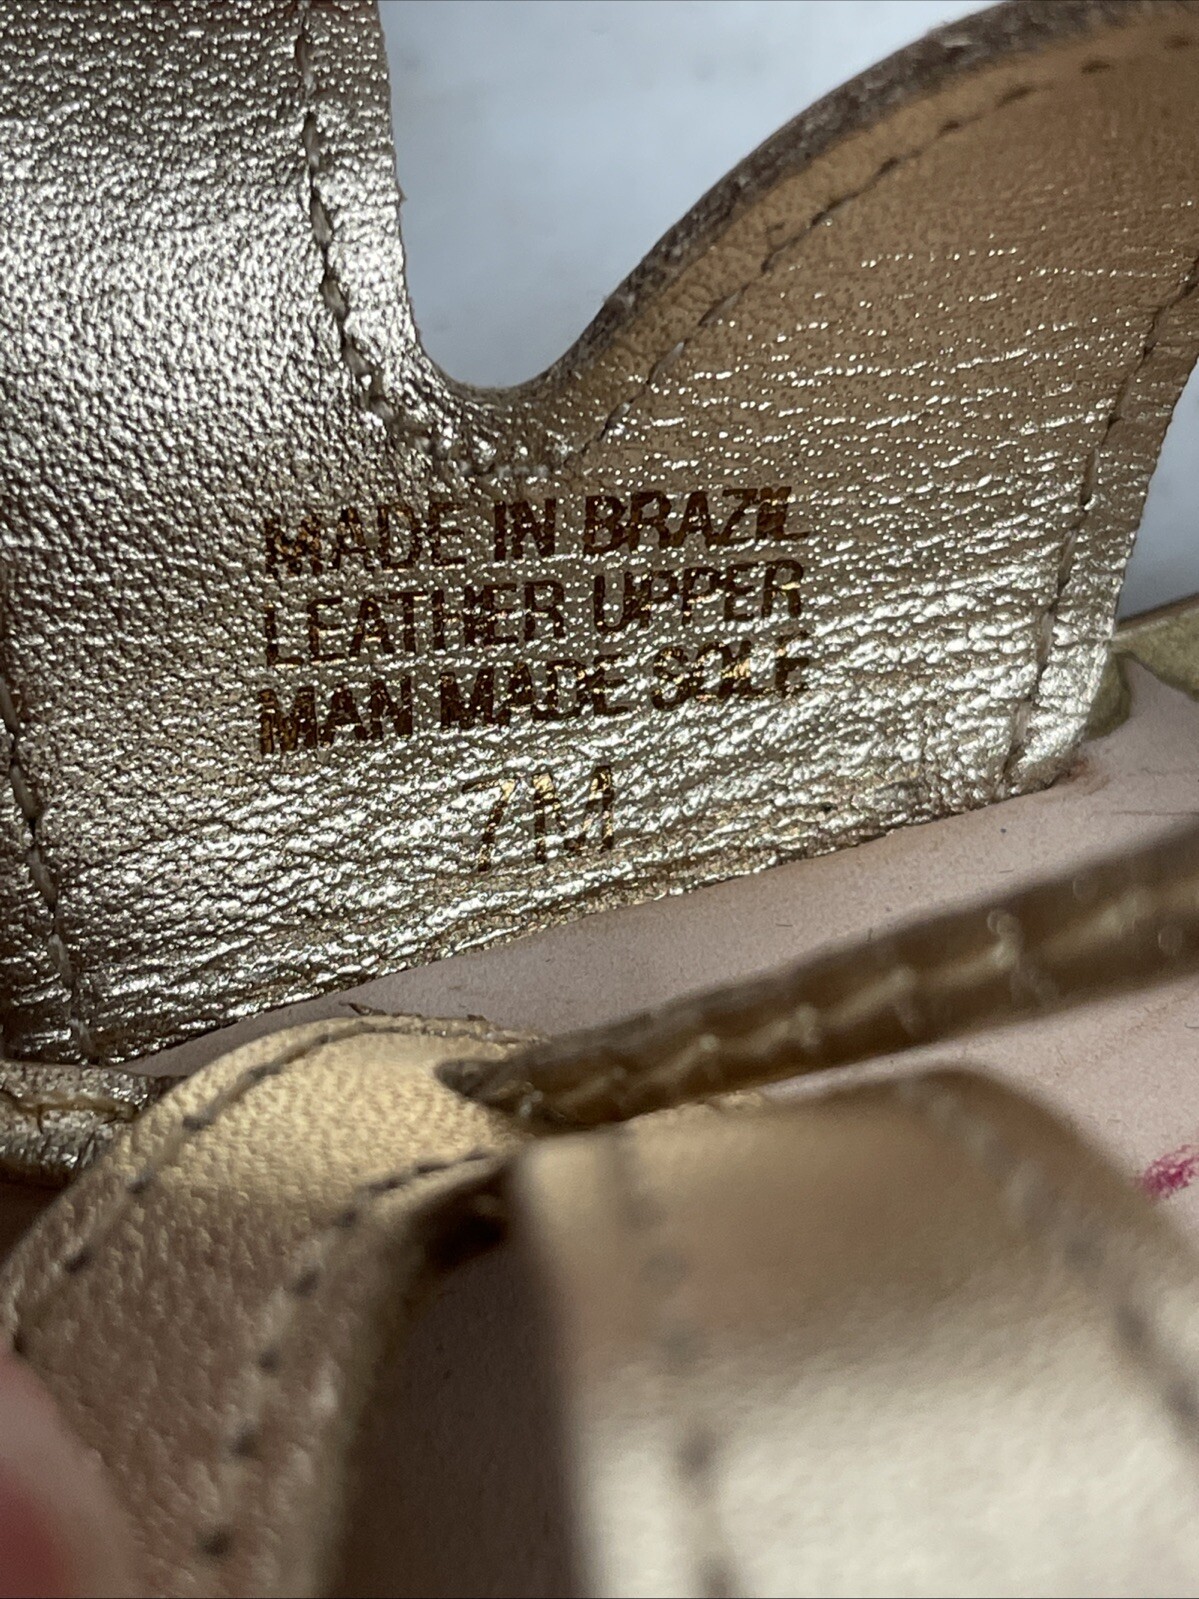 MADE IN BRAZIL
LEATHER UPPER
MAN MADE SOLE
7M